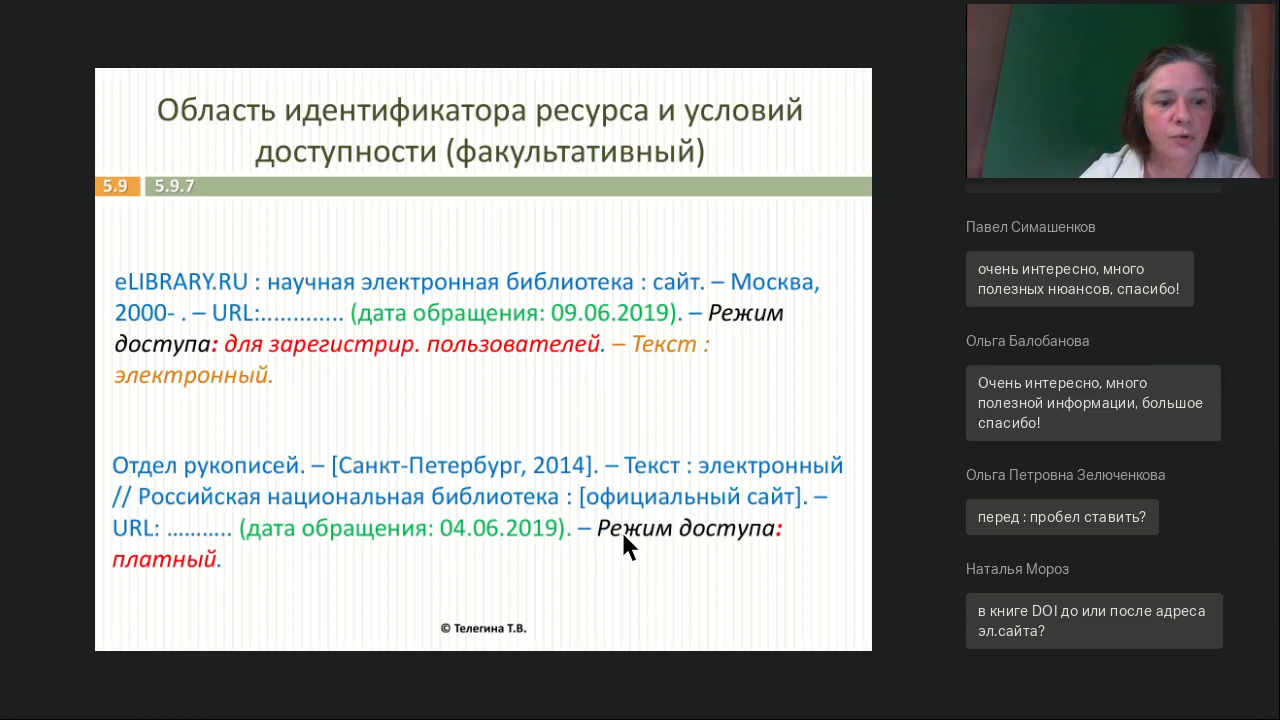 Область идентификатора ресурса и условий
доступности (факультативный)
5.9 5.9.7
eLIBRARY.RU : научная электронная библиотека : сайт. – Москва,
2000- . – URL:............. (дата обращения: 09.06.2019). – Режим
доступа: для зарегистрир. пользователей. – Текст :
электронный.
Отдел рукописей. – [Санкт-Петербург, 2014]. – Текст : электронный
// Российская национальная библиотека : [официальный сайт]. –
URL: ……….. (дата обращения: 04.06.2019). – Режим доступа:
платный.
© Телегина Т.В.
Павел Симашенков
очень интересно, много
полезных нюансов, спасибо!
Ольга Балобанова
Очень интересно, много
полезной информации, большое
спасибо!
Ольга Петровна Зелюченкова
перед : пробел ставить?
Наталья Мороз
в книге DOI до или после адреса
эл.сайта?